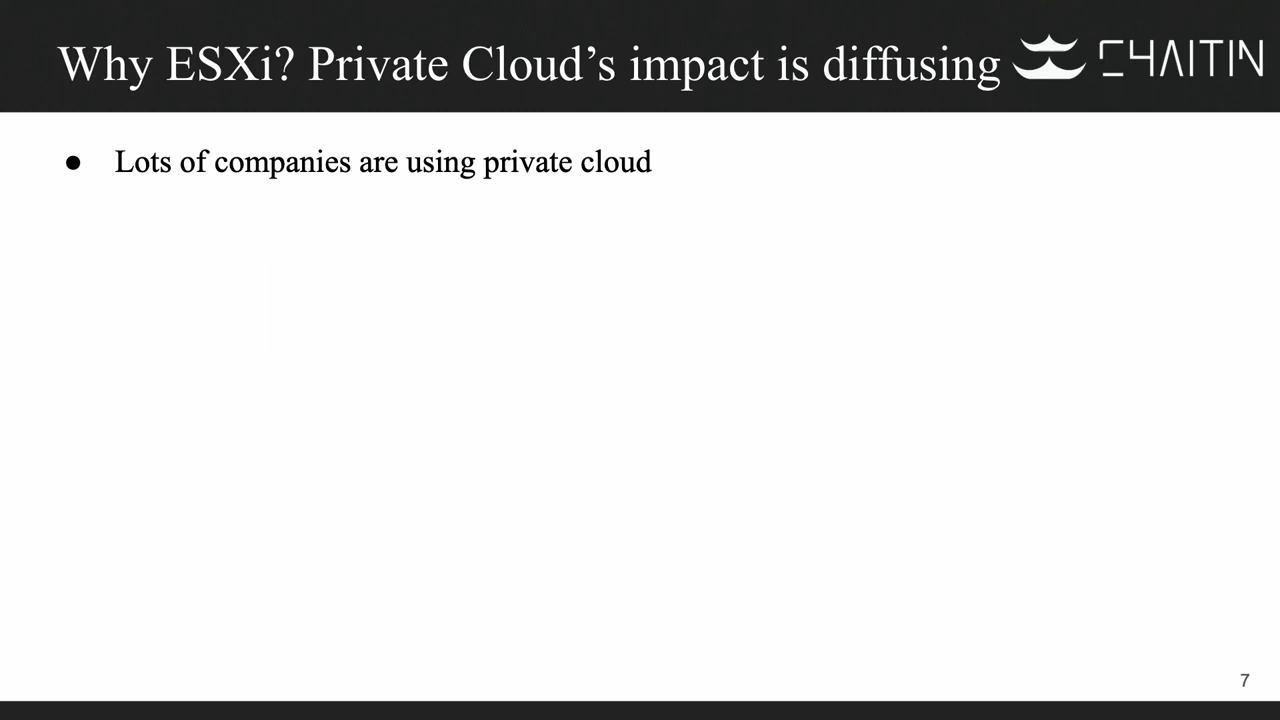 Why ESXi? Private Cloud’s impact is diffusing
CHAITIN
● Lots of companies are using private cloud
7